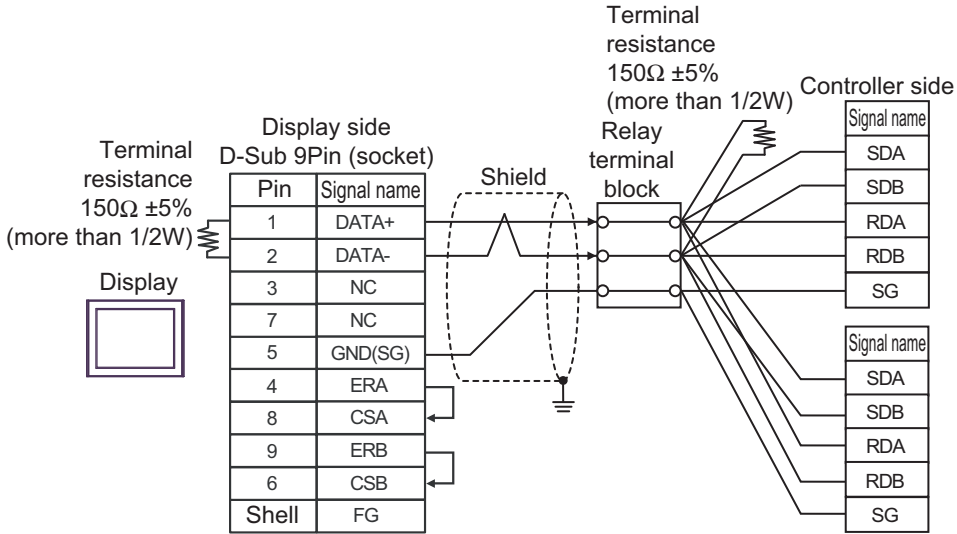 Terminal
resistance
150Ω ±5%
(more than 1/2W)
Controller side
Signal name
SDA
SDB
RDA
RDB
SG
Relay
terminal
block
Shield
Display side
D-Sub 9Pin (socket)
Terminal
resistance
150Ω ±5%
(more than 1/2W)
Display
Pin Signal name
1 DATA+
2 DATA-
3 NC
7 NC
5 GND(SG)
4 ERA
8 CSA
9 ERB
6 CSB
Shell FG
Signal name
SDA
SDB
RDA
RDB
SG